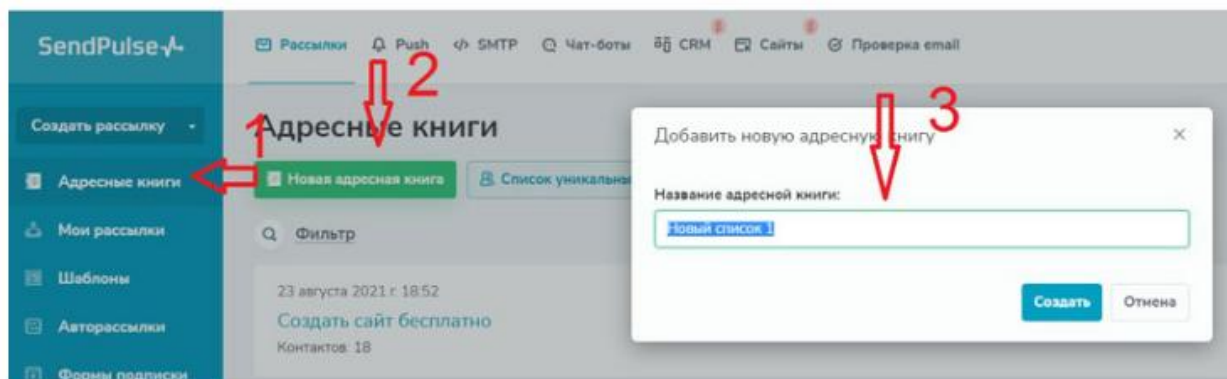 SendPulse
Рассылки Push </> SMTP Чат-боты CRM Сайты Проверка email
2
3
Создать рассылку
1
Адресные книги
Добавить новую адресную книгу ×
Адресные книги
Новая адресная книга
Список уникальны
Название адресной книги:
Новый список 1
Мои рассылки
Фильтр
Шаблоны
23 августа 2021 г. 18:52
Создать сайт бесплатно
Создать Отмена
Авторассылки
Контактов: 18
Формы подписки